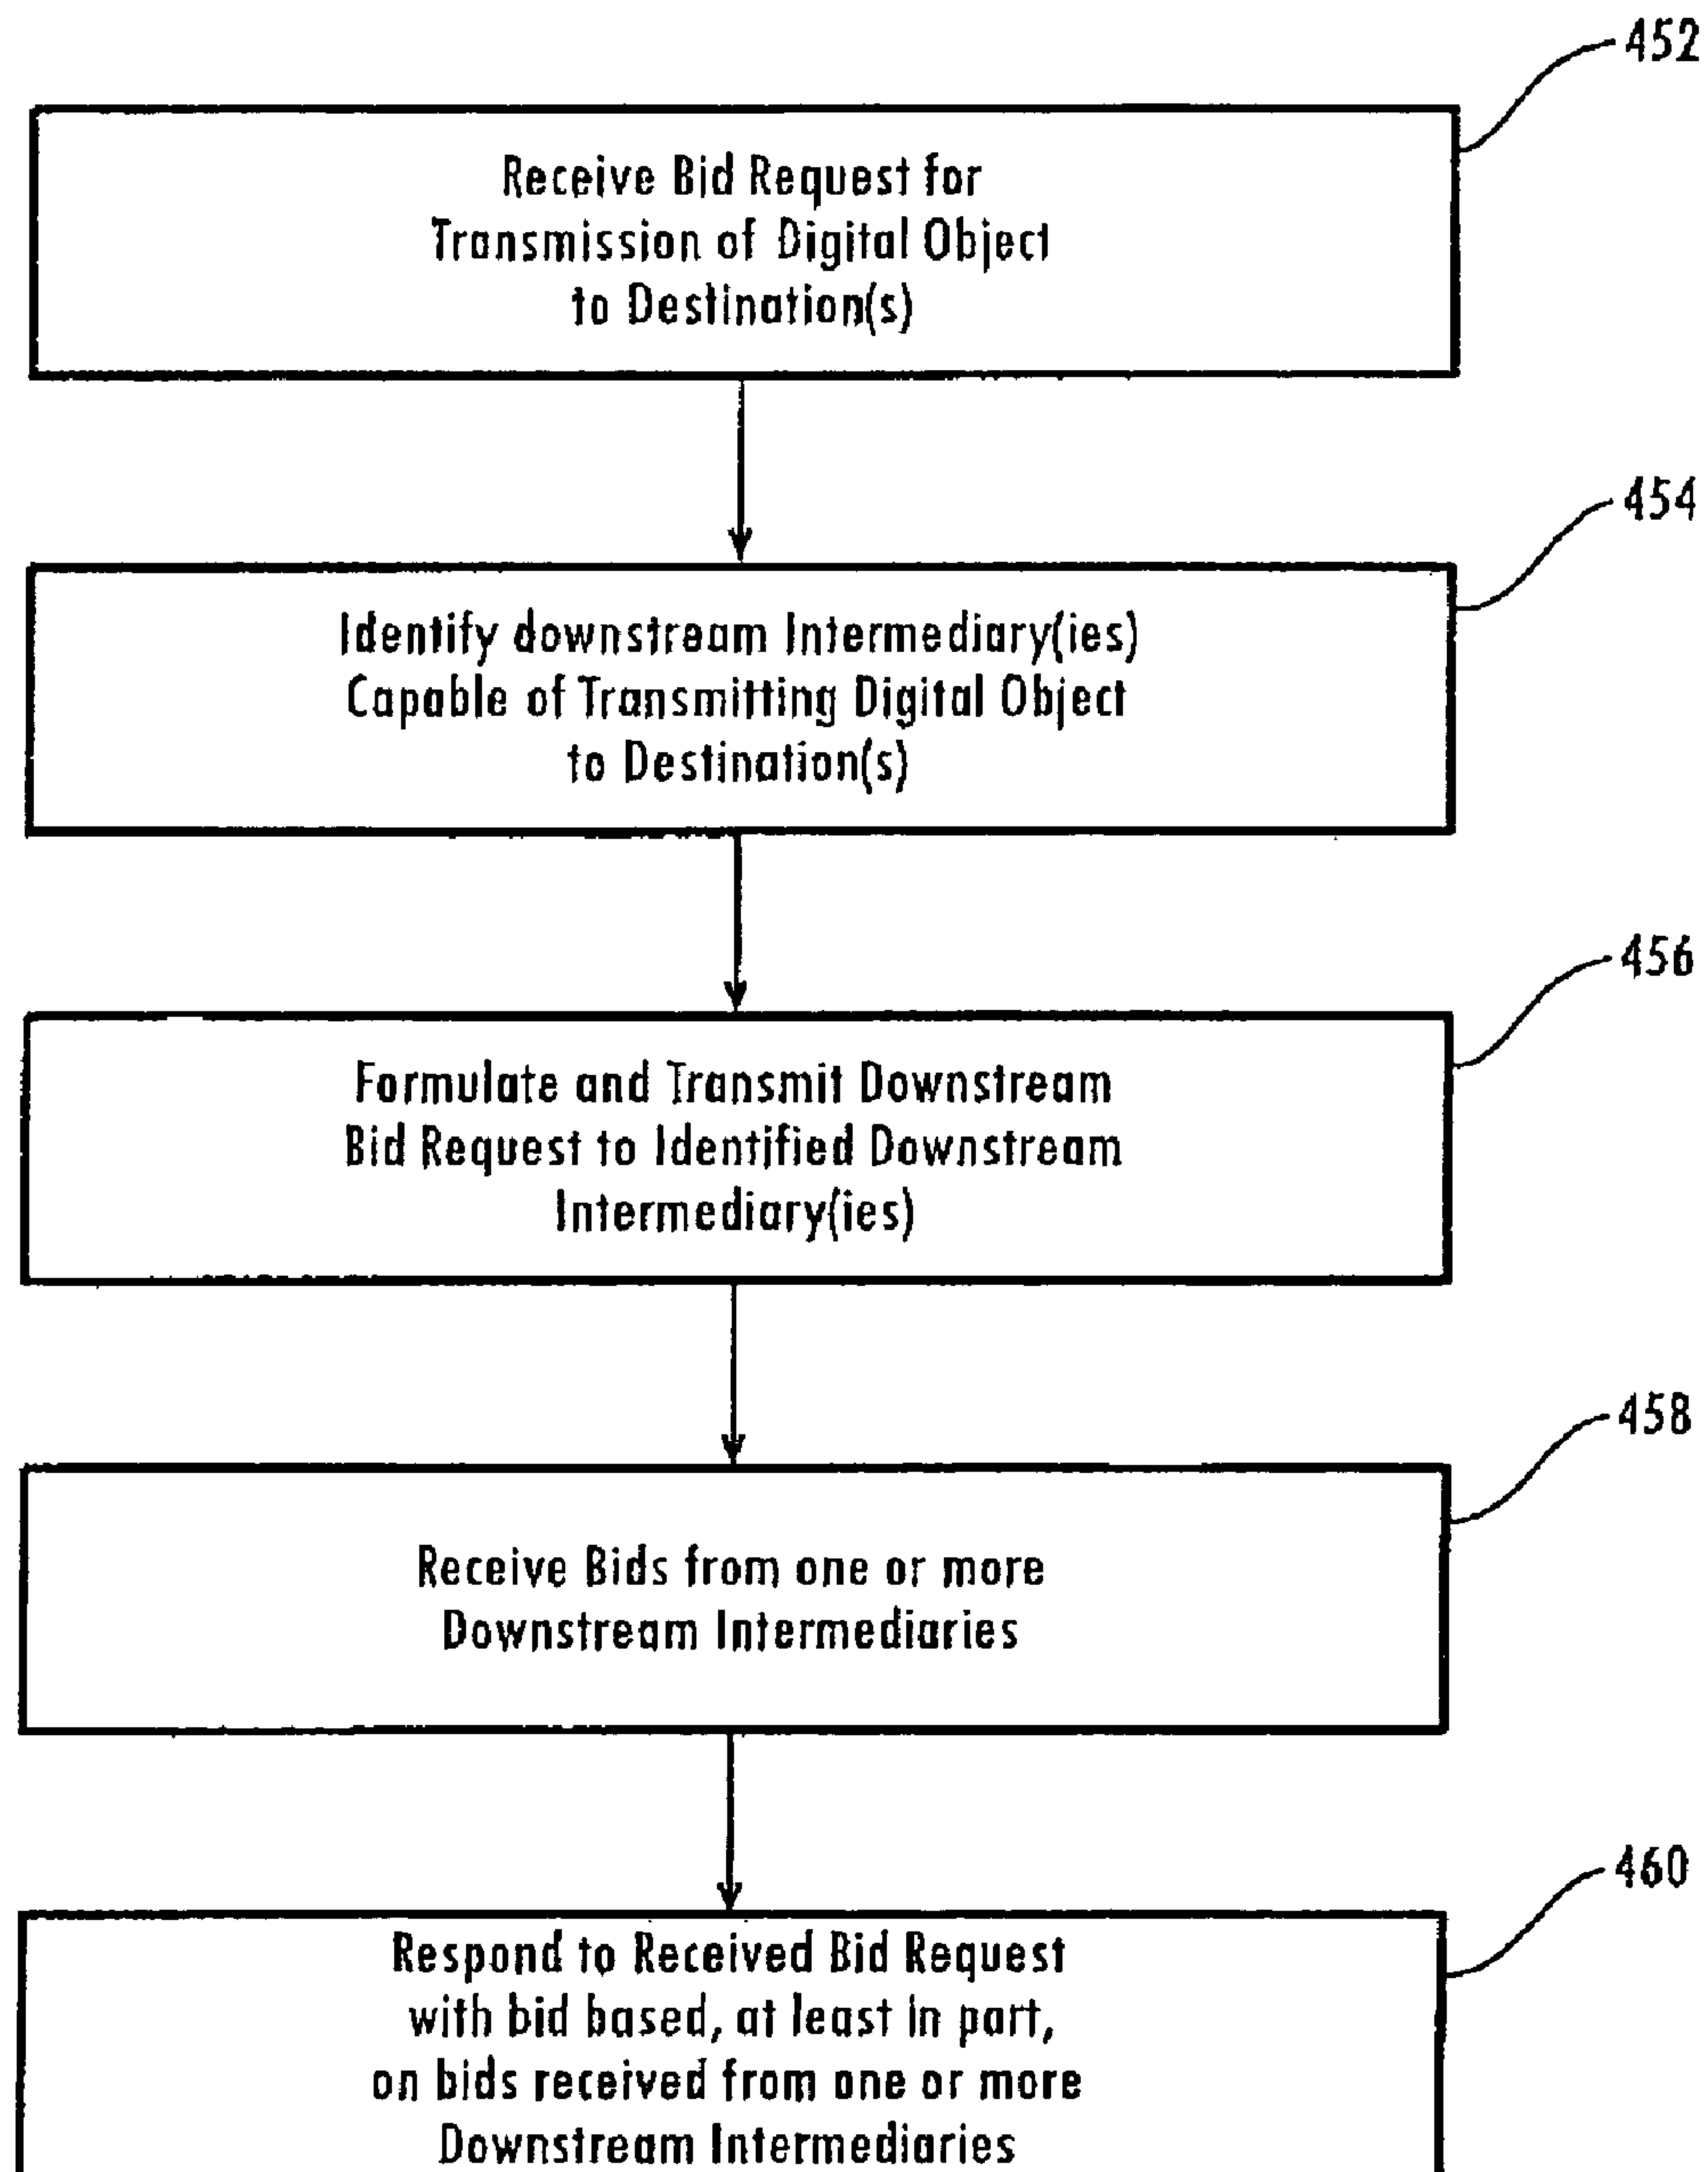 452
Receive Bid Request for
Transmission of Digital Object
to Destination(s)
454
Identify downstream Intermediary(ies)
Capable of Transmitting Digital Object
to Destination(s)
456
Formulate and Transmit Downstream
Bid Request to Identified Downstream
Intermediary(ies)
458
Receive Bids from one or more
Downstream Intermediaries
460
Respond to Received Bid Request
with bid based, at least in part,
on bids received from one or more
Downstream Intermediaries